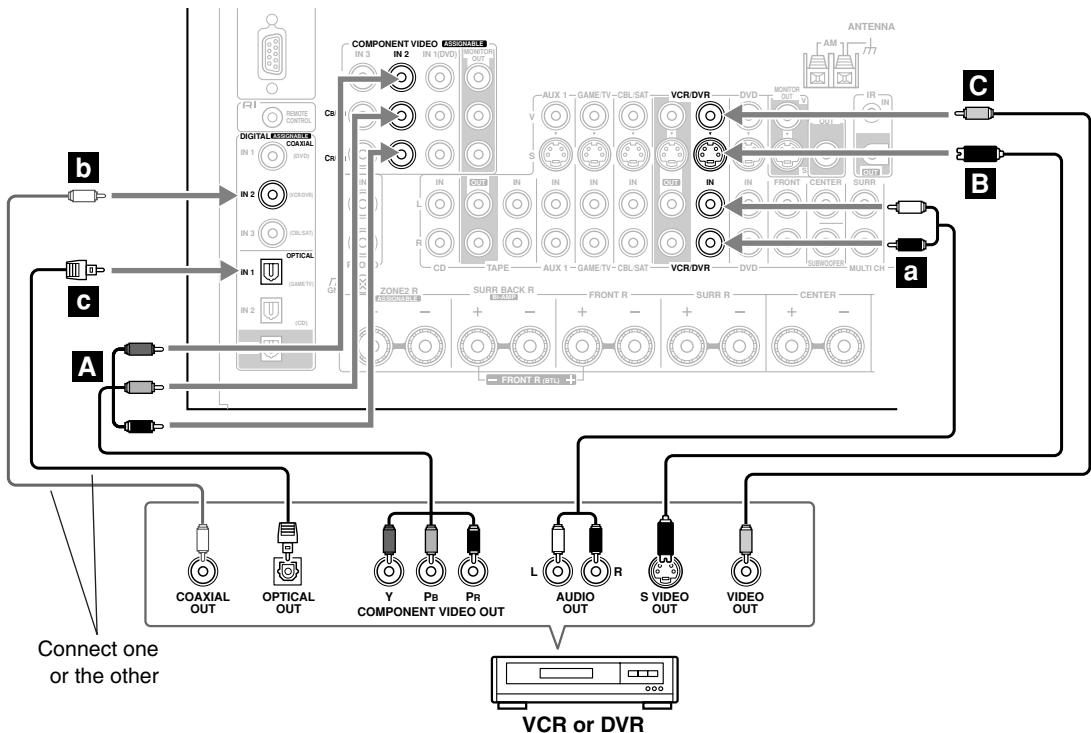 ANTENNA
AM
COMPONENT VIDEO ASSIGNABLE
IN 3 IN 2 IN 1(DVD) MONITOR OUT
RI
REMOTE CONTROL
DIGITAL ASSIGNABLE
COAXIAL
IN 1 (DVD)
IN 2 (VCR/DVR)
IN 3 (CBL/SAT)
OPTICAL
IN 1 (GAME/TV)
IN 2 (CD)
AUX 1 GAME/TV CBL/SAT VCR/DVR DVD MONITOR OUT IR
V V IN
OUT
S S
OUT
IN OUT IN IN IN IN OUT IN IN FRONT CENTER SURR
L
R
SUBWOOFER
CD TAPE AUX 1 GAME/TV CBL/SAT VCR/DVR DVD MULTI CH
ZONE2 R ASSIGNABLE
SURR BACK R BI-AMP
FRONT R
SURR R
CENTER
− + − + − + − + −
− FRONT R (BTL) +
C
B
a
b
c
A
COAXIAL OUT
OPTICAL OUT
Y PB PR
COMPONENT VIDEO OUT
L R
AUDIO OUT
S VIDEO OUT
VIDEO OUT
Connect one
or the other
VCR or DVR